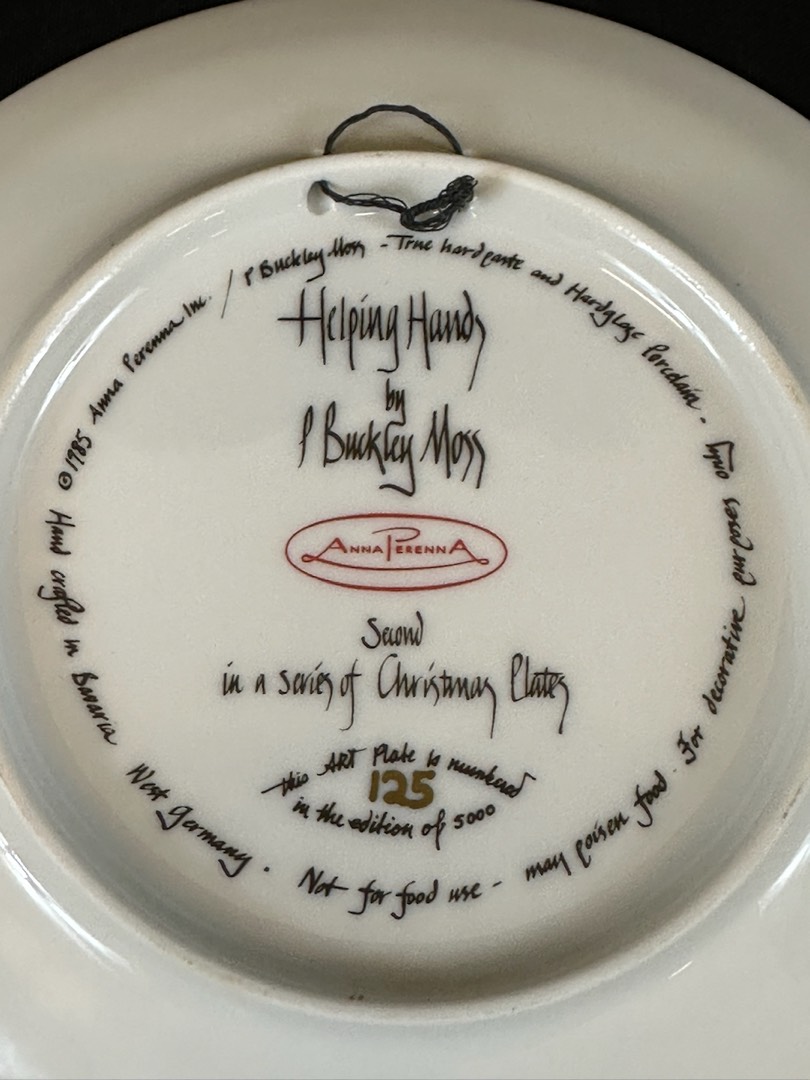 Helping Hands
by
P Buckley Moss
ANNA PERENNA
Second
in a series of Christmas Plates
this ART Plate is numbered
125
in the edition of 5000
©1985 Anna Perenna Inc. / P Buckley Moss - True hardpaste and Hardglaze Porcelain - For decorative purposes only
Hand crafted in Bavaria West Germany. Not for food use - may poison food.